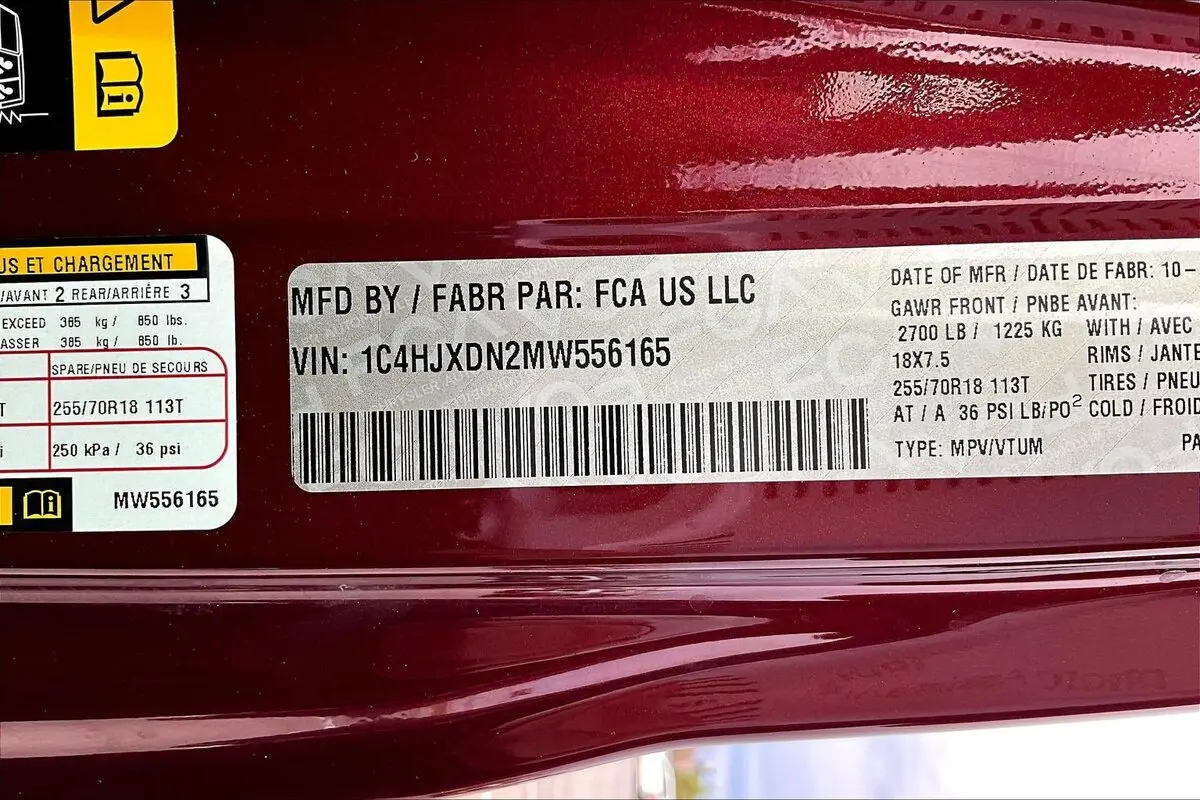 US ET CHARGEMENT
/AVANT 2 REAR/ARRIÈRE 3
EXCEED 385 kg / 850 lbs.
ASSER 385 kg / 850 lb.
SPARE/PNEU DE SECOURS
T 255/70R18 113T
i 250 kPa / 36 psi
MW556165
MFD BY / FABR PAR: FCA US LLC
VIN: 1C4HJXDN2MW556165
DATE OF MFR / DATE DE FABR: 10-
GAWR FRONT / PNBE AVANT:
2700 LB / 1225 KG WITH / AVEC
18X7.5 RIMS / JANTE
255/70R18 113T TIRES / PNEU
AT / A 36 PSI LB/PO² COLD / FROID
TYPE: MPV/VTUM PA